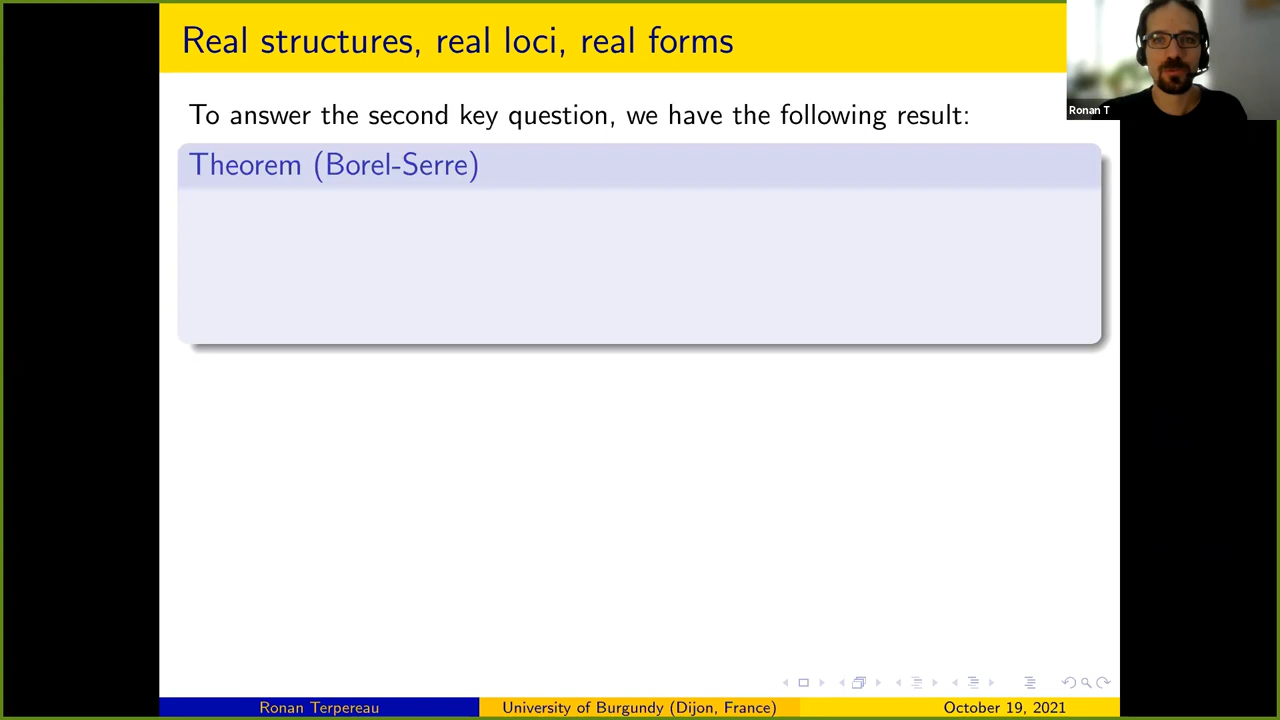 Real structures, real loci, real forms
Ronan T
To answer the second key question, we have the following result:
Theorem (Borel-Serre)
Ronan Terpereau
University of Burgundy (Dijon, France)
October 19, 2021